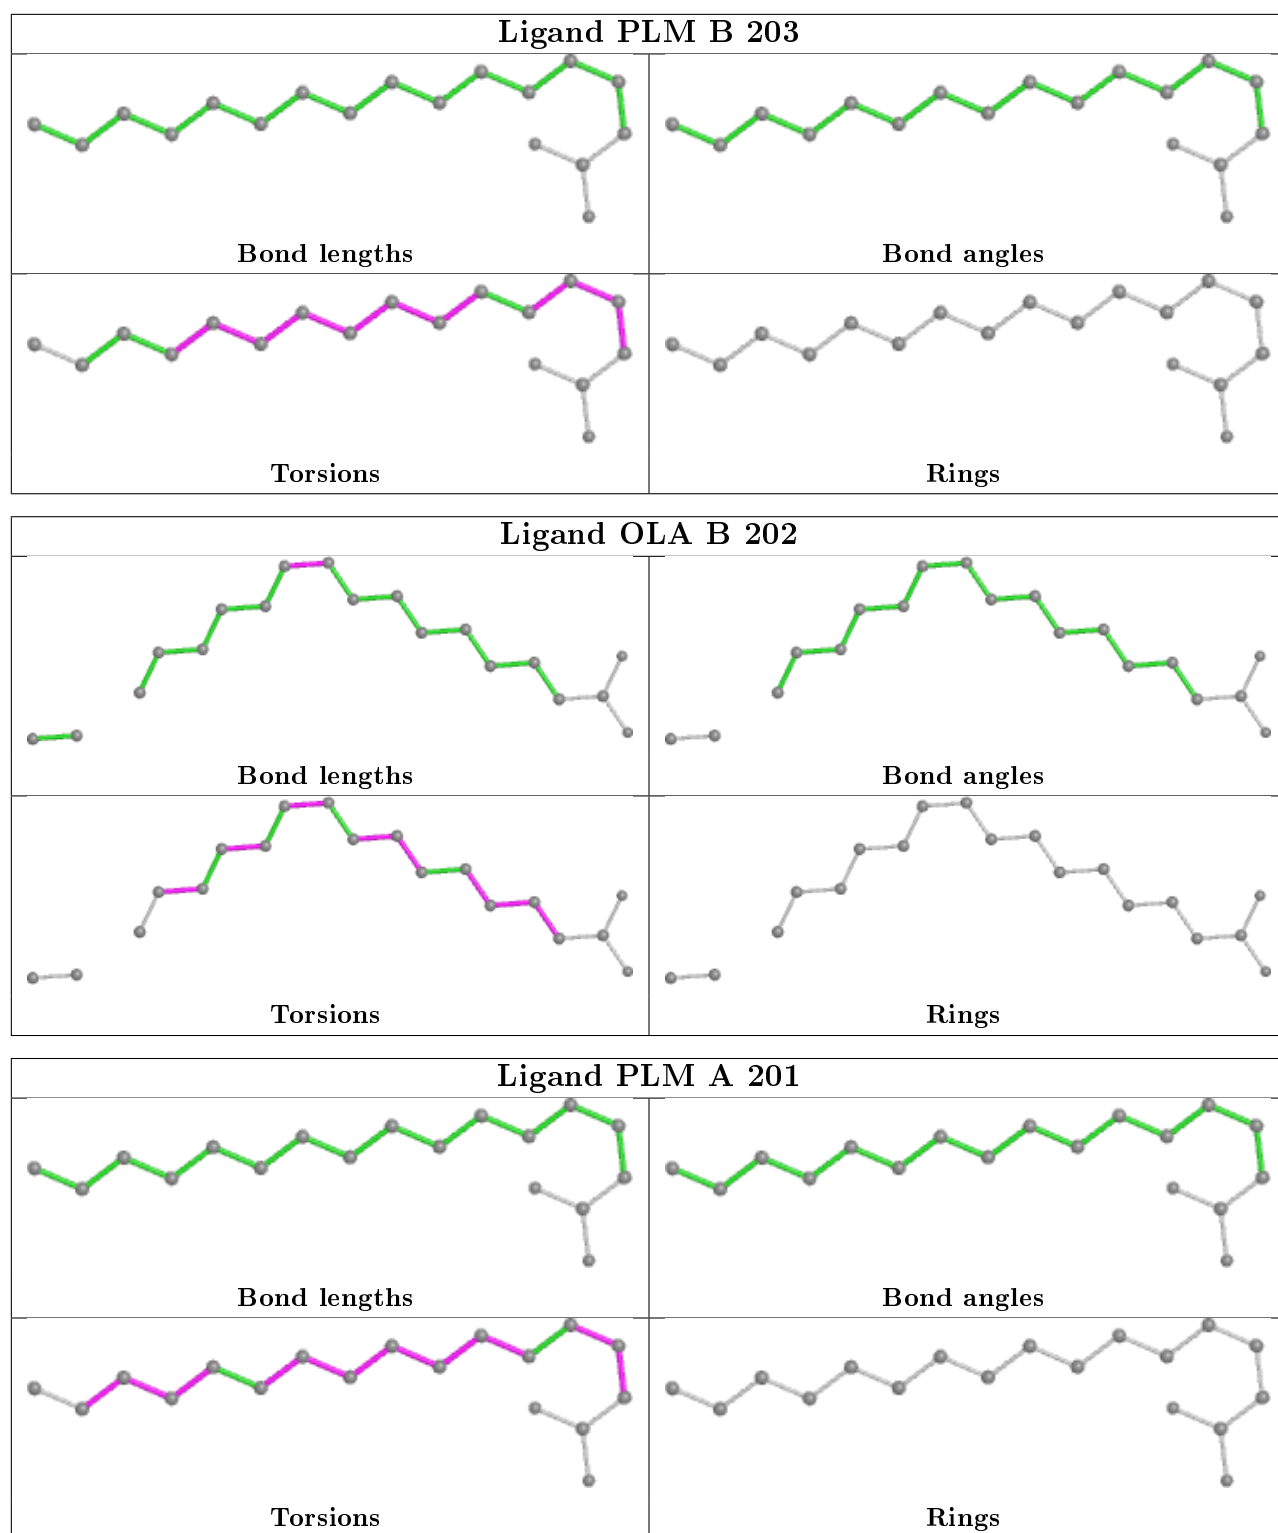 Ligand PLM B 203
Bond lengths
Bond angles
Torsions
Rings
Ligand OLA B 202
Bond lengths
Bond angles
Torsions
Rings
Ligand PLM A 201
Bond lengths
Bond angles
Torsions
Rings